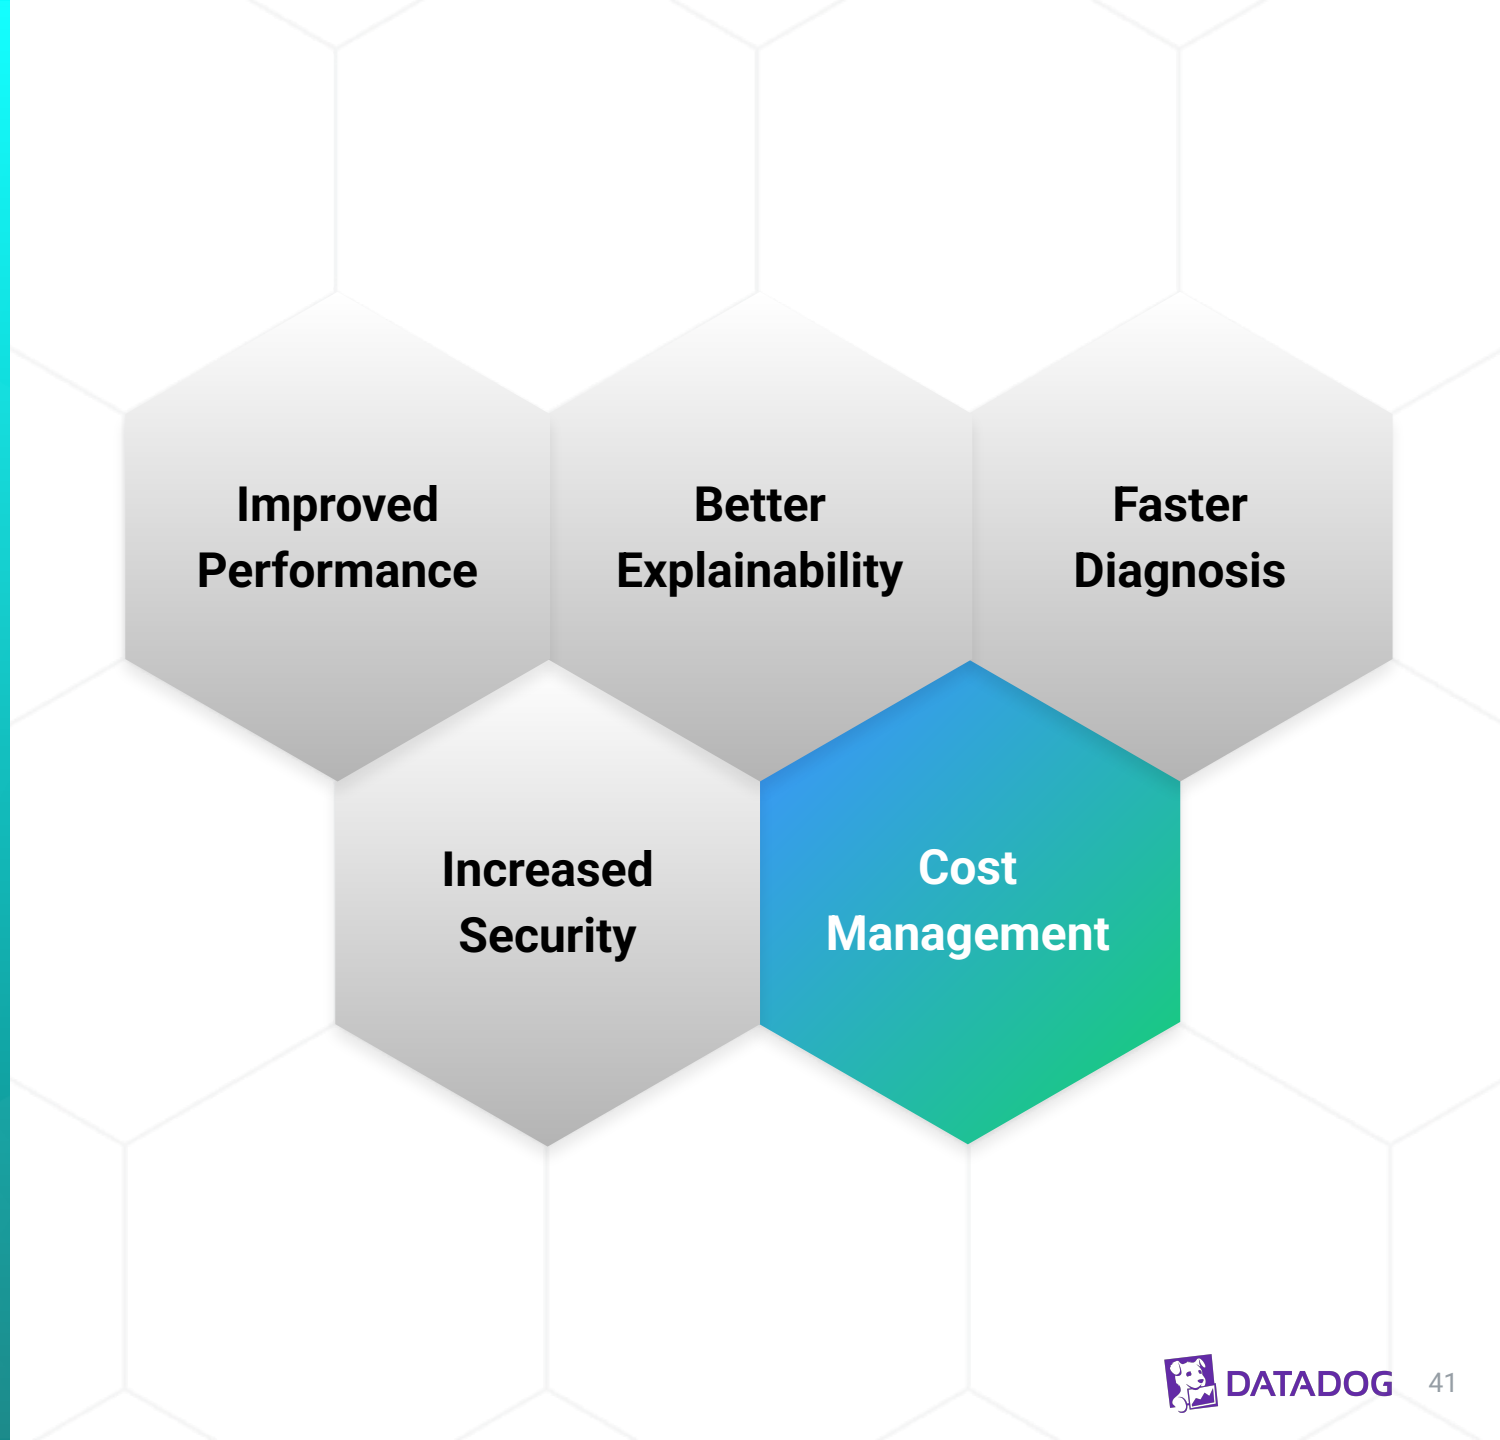 Improved
Performance
Better
Explainability
Faster
Diagnosis
Increased
Security
Cost
Management
DATADOG
41